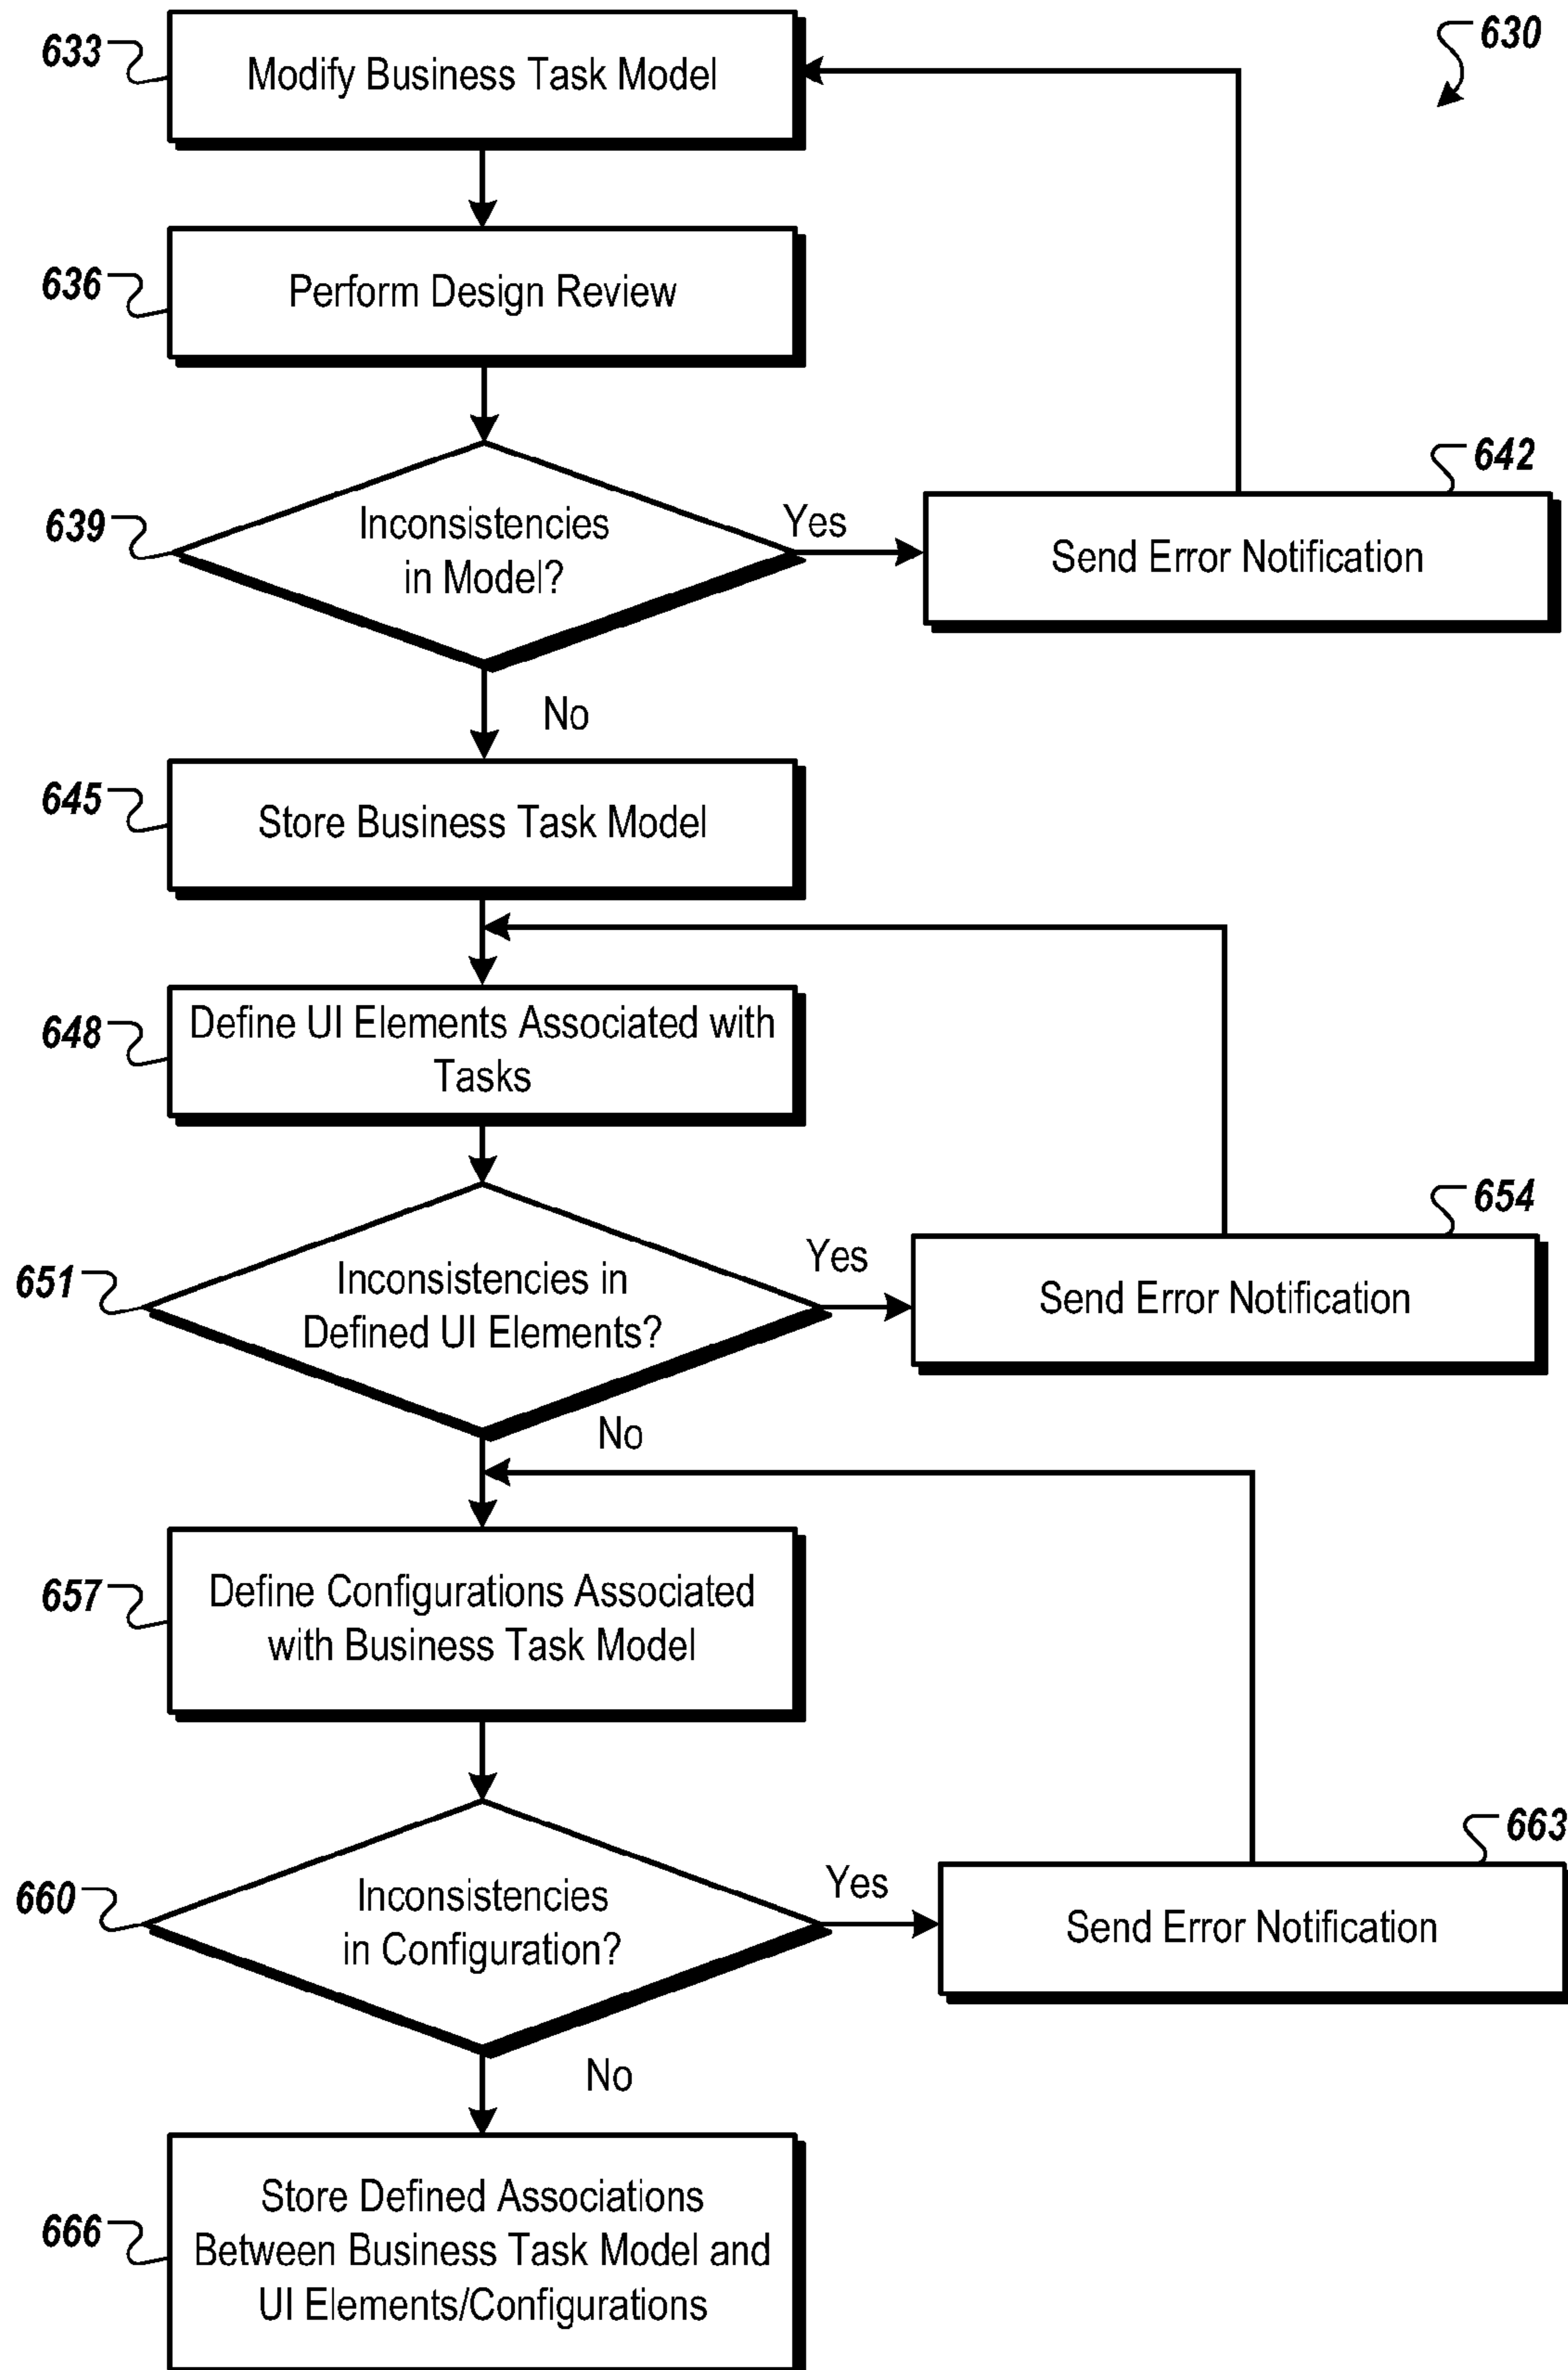 630
633
Modify Business Task Model
636
Perform Design Review
639
Inconsistencies
in Model?
Yes
642
Send Error Notification
No
645
Store Business Task Model
648
Define UI Elements Associated with
Tasks
651
Inconsistencies in
Defined UI Elements?
Yes
654
Send Error Notification
No
657
Define Configurations Associated
with Business Task Model
660
Inconsistencies
in Configuration?
Yes
663
Send Error Notification
No
666
Store Defined Associations
Between Business Task Model and
UI Elements/Configurations